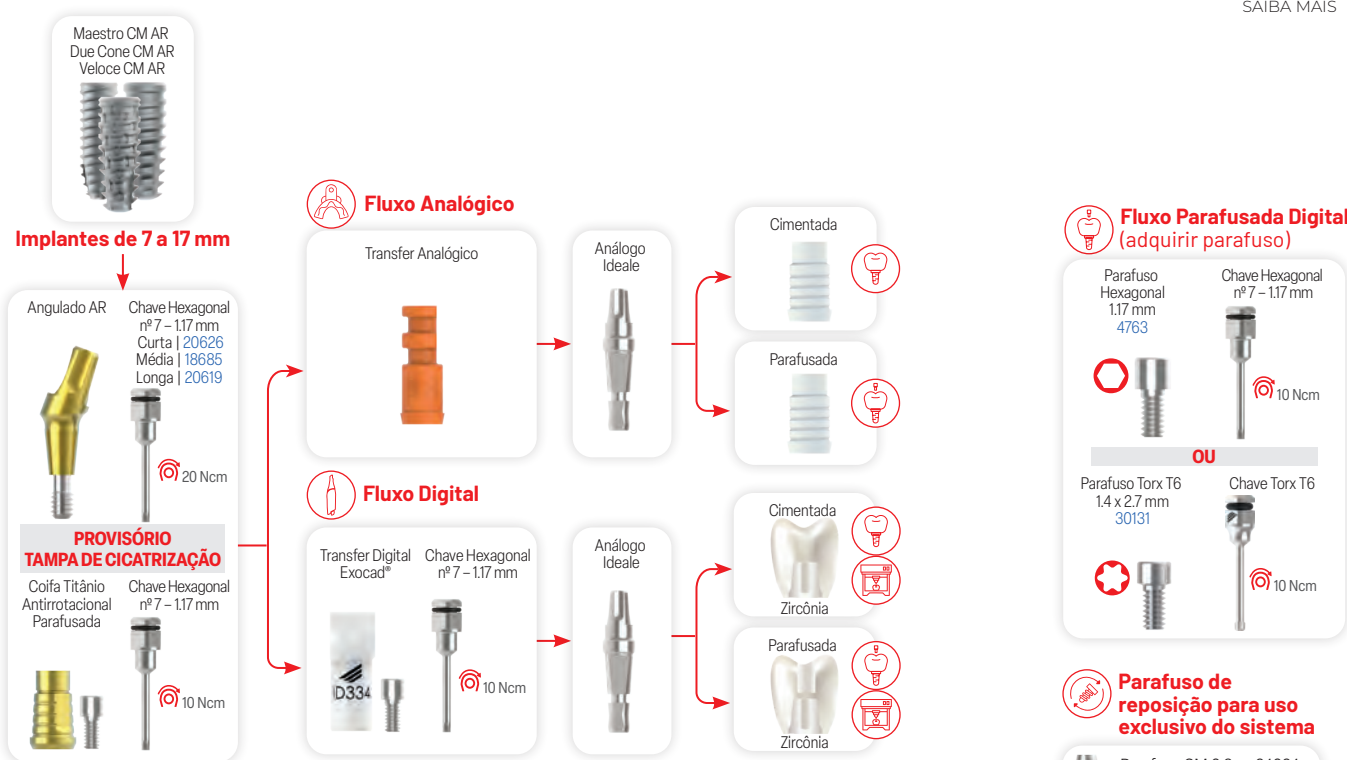 SAIBA MAIS
Maestro CM AR
Due Cone CM AR
Veloce CM AR
Implantes de 7 a 17 mm
Angulado AR
Chave Hexagonal
nº 7 – 1.17 mm
Curta | 20626
Média | 18685
Longa | 20619
20 Ncm
PROVISÓRIO
TAMPA DE CICATRIZAÇÃO
Coifa Titânio
Antirrotacional
Parafusada
Chave Hexagonal
nº 7 – 1.17 mm
10 Ncm
Fluxo Analógico
Transfer Analógico
Análogo
Ideale
Cimentada
Parafusada
Fluxo Digital
Transfer Digital
Exocad®
Chave Hexagonal
nº 7 – 1.17 mm
ID334
10 Ncm
Análogo
Ideale
Cimentada
Zircônia
Parafusada
Zircônia
Fluxo Parafusada Digital
(adquirir parafuso)
Parafuso
Hexagonal
1.17 mm
4763
Chave Hexagonal
nº 7 – 1.17 mm
10 Ncm
OU
Parafuso Torx T6
1.4 x 2.7 mm
30131
Chave Torx T6
10 Ncm
Parafuso de
reposição para uso
exclusivo do sistema